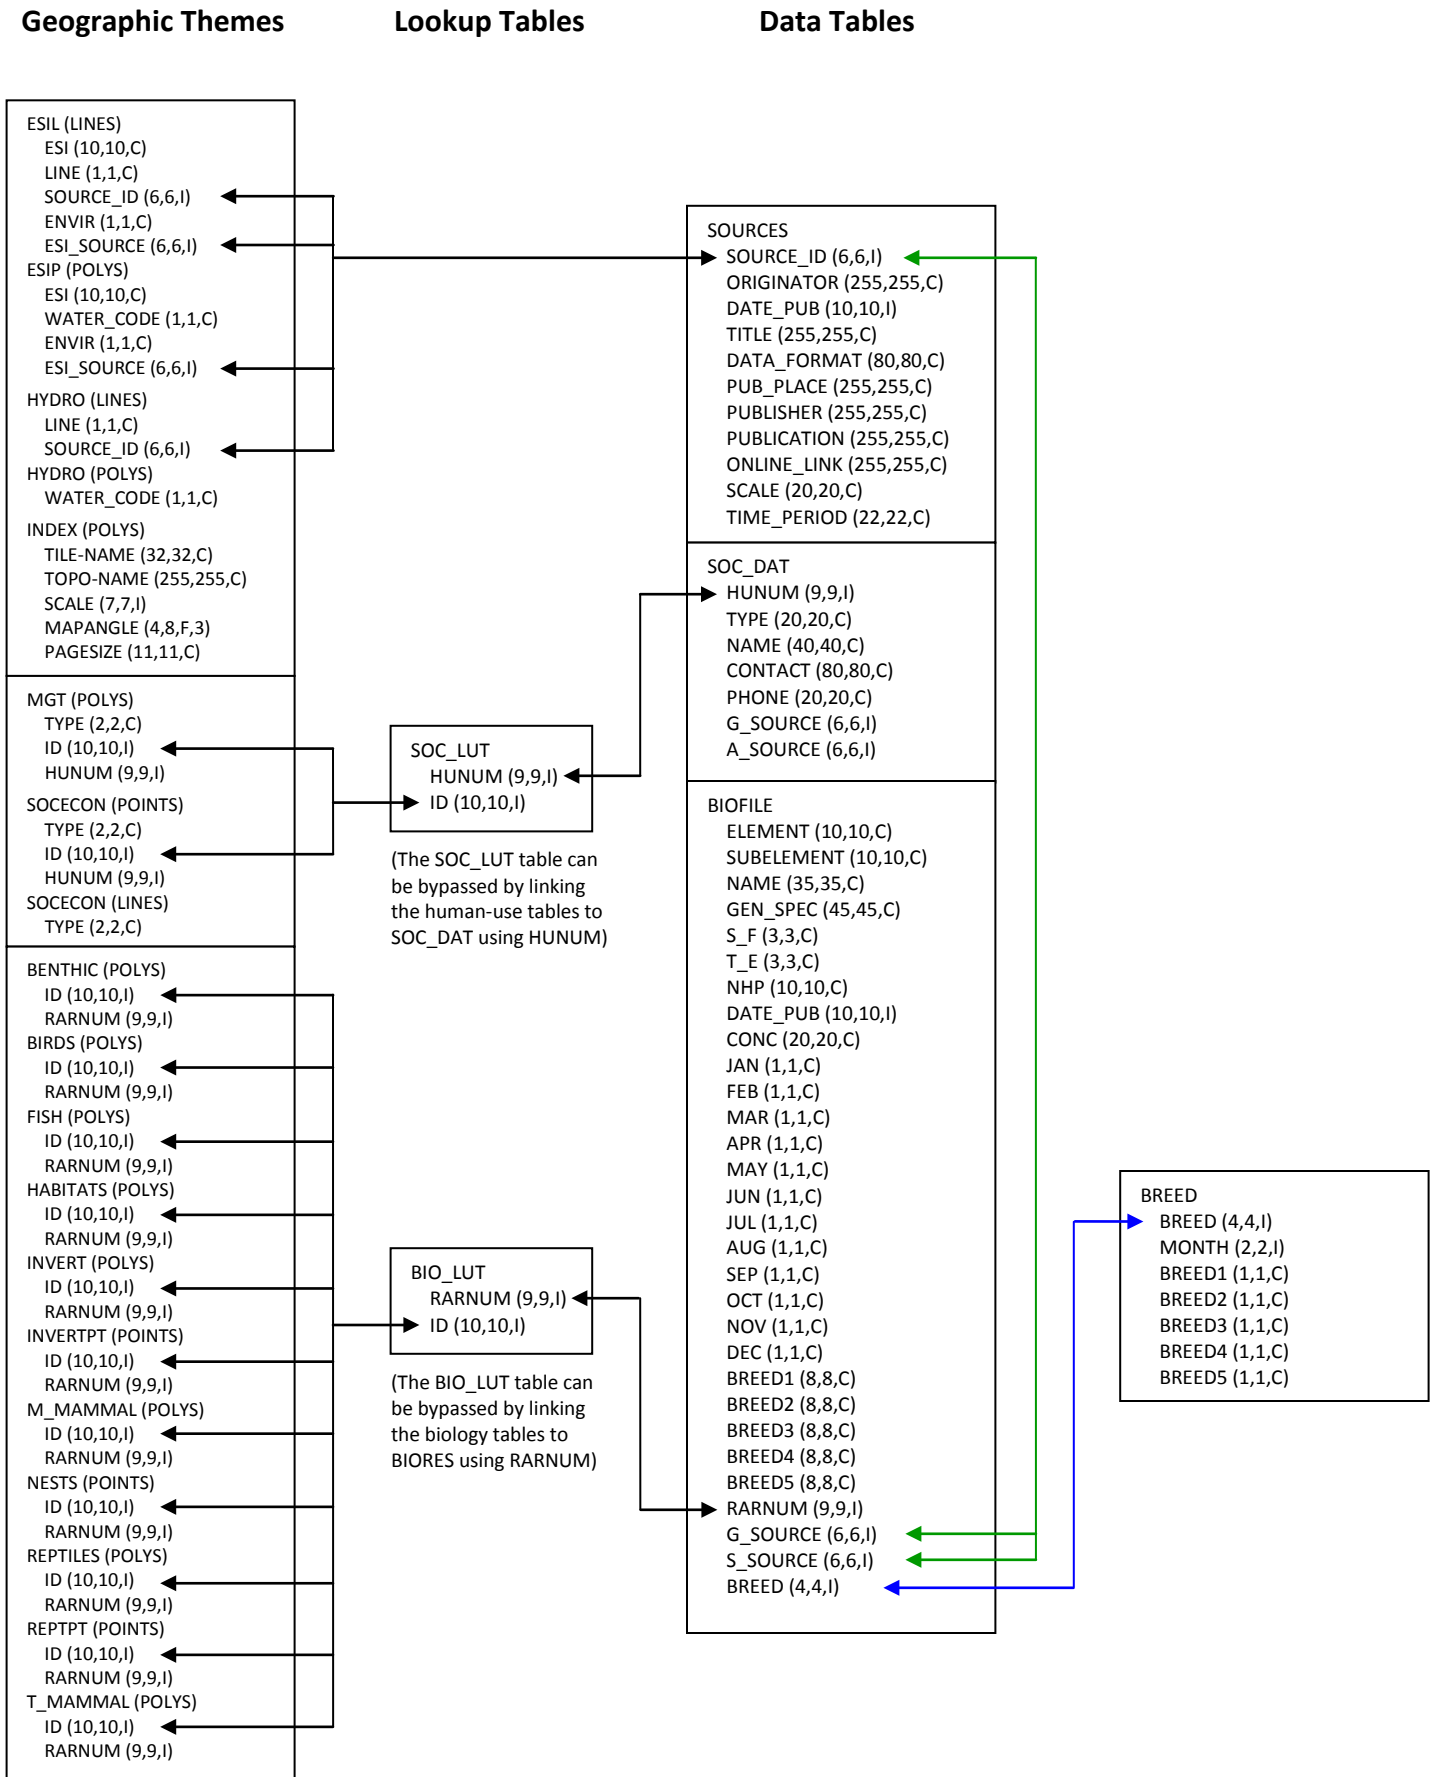 Geographic Themes
Lookup Tables
Data Tables
ESIL (LINES)
ESI (10,10,C)
LINE (1,1,C)
SOURCE_ID (6,6,I)
ENVIR (1,1,C)
ESI_SOURCE (6,6,I)
ESIP (POLYS)
ESI (10,10,C)
WATER_CODE (1,1,C)
ENVIR (1,1,C)
ESI_SOURCE (6,6,I)
HYDRO (LINES)
LINE (1,1,C)
SOURCE_ID (6,6,I)
HYDRO (POLYS)
WATER_CODE (1,1,C)
INDEX (POLYS)
TILE-NAME (32,32,C)
TOPO-NAME (255,255,C)
SCALE (7,7,I)
MAPANGLE (4,8,F,3)
PAGESIZE (11,11,C)
MGT (POLYS)
TYPE (2,2,C)
ID (10,10,I)
HUNUM (9,9,I)
SOCECON (POINTS)
TYPE (2,2,C)
ID (10,10,I)
HUNUM (9,9,I)
SOCECON (LINES)
TYPE (2,2,C)
BENTHIC (POLYS)
ID (10,10,I)
RARNUM (9,9,I)
BIRDS (POLYS)
ID (10,10,I)
RARNUM (9,9,I)
FISH (POLYS)
ID (10,10,I)
RARNUM (9,9,I)
HABITATS (POLYS)
ID (10,10,I)
RARNUM (9,9,I)
INVERT (POLYS)
ID (10,10,I)
RARNUM (9,9,I)
INVERTPT (POINTS)
ID (10,10,I)
RARNUM (9,9,I)
M_MAMMAL (POLYS)
ID (10,10,I)
RARNUM (9,9,I)
NESTS (POINTS)
ID (10,10,I)
RARNUM (9,9,I)
REPTILES (POLYS)
ID (10,10,I)
RARNUM (9,9,I)
REPTPT (POINTS)
ID (10,10,I)
RARNUM (9,9,I)
T_MAMMAL (POLYS)
ID (10,10,I)
RARNUM (9,9,I)
SOC_LUT
HUNUM (9,9,I)
ID (10,10,I)
(The SOC_LUT table can
be bypassed by linking
the human-use tables to
SOC_DAT using HUNUM)
BIO_LUT
RARNUM (9,9,I)
ID (10,10,I)
(The BIO_LUT table can
be bypassed by linking
the biology tables to
BIORES using RARNUM)
SOURCES
SOURCE_ID (6,6,I)
ORIGINATOR (255,255,C)
DATE_PUB (10,10,I)
TITLE (255,255,C)
DATA_FORMAT (80,80,C)
PUB_PLACE (255,255,C)
PUBLISHER (255,255,C)
PUBLICATION (255,255,C)
ONLINE_LINK (255,255,C)
SCALE (20,20,C)
TIME_PERIOD (22,22,C)
SOC_DAT
HUNUM (9,9,I)
TYPE (20,20,C)
NAME (40,40,C)
CONTACT (80,80,C)
PHONE (20,20,C)
G_SOURCE (6,6,I)
A_SOURCE (6,6,I)
BIOFILE
ELEMENT (10,10,C)
SUBELEMENT (10,10,C)
NAME (35,35,C)
GEN_SPEC (45,45,C)
S_F (3,3,C)
T_E (3,3,C)
NHP (10,10,C)
DATE_PUB (10,10,I)
CONC (20,20,C)
JAN (1,1,C)
FEB (1,1,C)
MAR (1,1,C)
APR (1,1,C)
MAY (1,1,C)
JUN (1,1,C)
JUL (1,1,C)
AUG (1,1,C)
SEP (1,1,C)
OCT (1,1,C)
NOV (1,1,C)
DEC (1,1,C)
BREED1 (8,8,C)
BREED2 (8,8,C)
BREED3 (8,8,C)
BREED4 (8,8,C)
BREED5 (8,8,C)
RARNUM (9,9,I)
G_SOURCE (6,6,I)
S_SOURCE (6,6,I)
BREED (4,4,I)
BREED
BREED (4,4,I)
MONTH (2,2,I)
BREED1 (1,1,C)
BREED2 (1,1,C)
BREED3 (1,1,C)
BREED4 (1,1,C)
BREED5 (1,1,C)